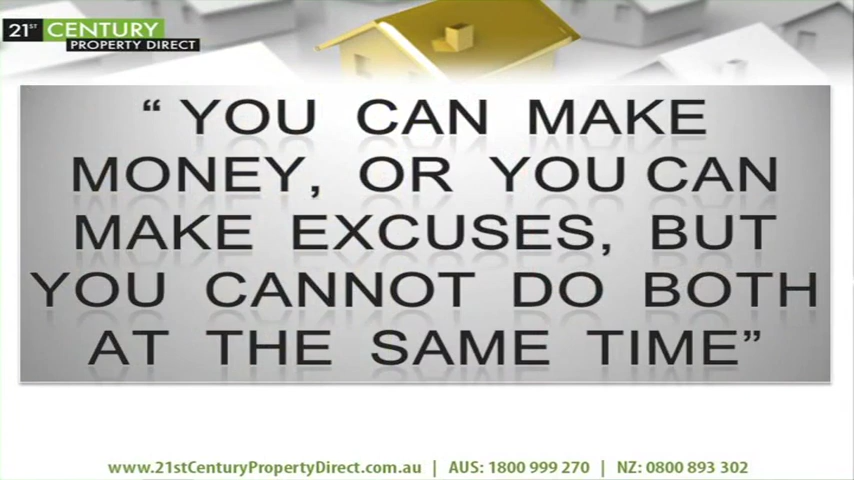 21ST CENTURY
PROPERTY DIRECT
“ YOU CAN MAKE
MONEY, OR YOU CAN
MAKE EXCUSES, BUT
YOU CANNOT DO BOTH
AT THE SAME TIME”
www.21stCenturyPropertyDirect.com.au | AUS: 1800 999 270 | NZ: 0800 893 302